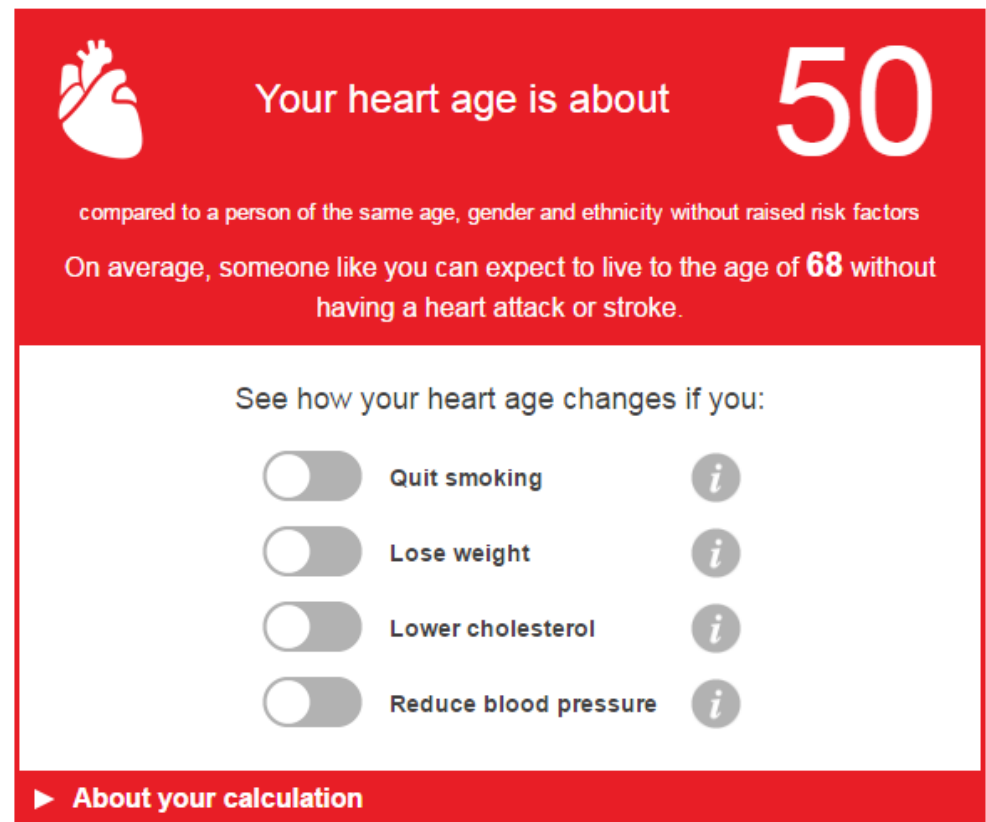 Your heart age is about 50
compared to a person of the same age, gender and ethnicity without raised risk factors
On average, someone like you can expect to live to the age of 68 without
having a heart attack or stroke.
See how your heart age changes if you:
Quit smoking i
Lose weight i
Lower cholesterol i
Reduce blood pressure i
About your calculation